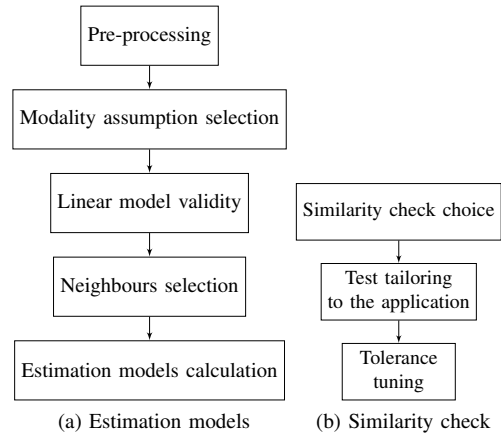 Pre-processing
Modality assumption selection
Linear model validity
Neighbours selection
Estimation models calculation
(a) Estimation models
Similarity check choice
Test tailoring
to the application
Tolerance
tuning
(b) Similarity check